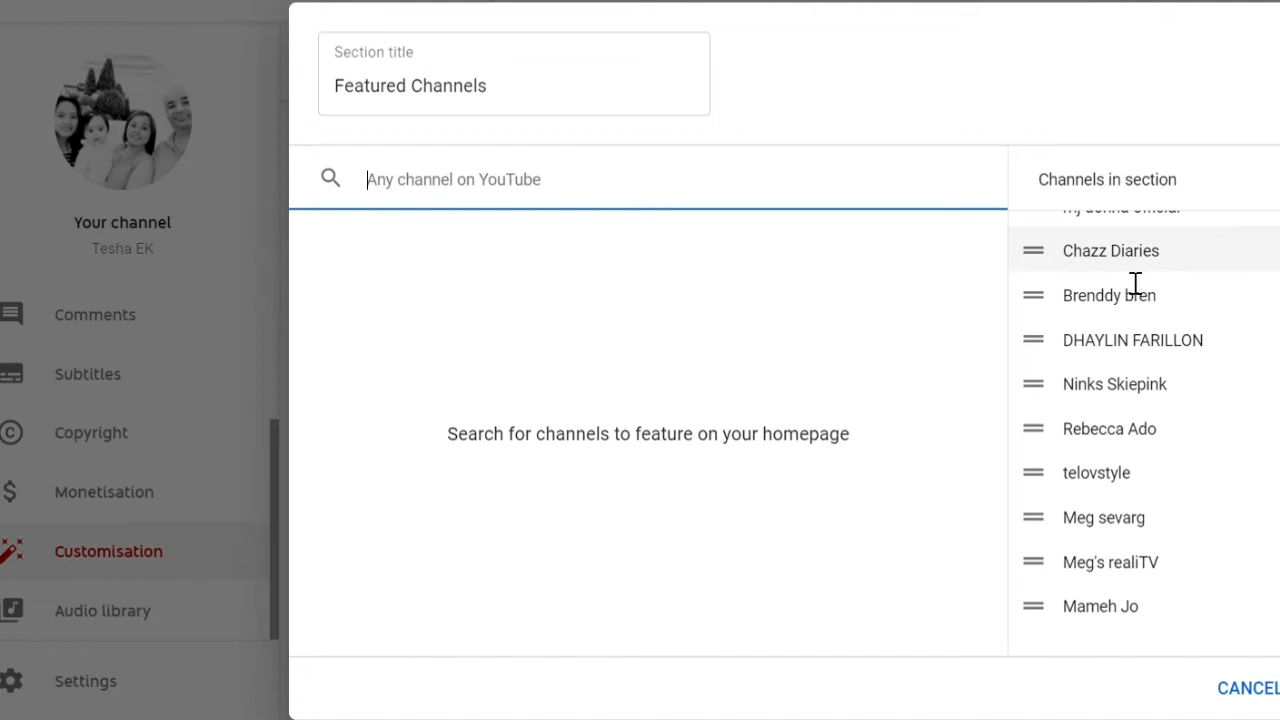 Section title
Featured Channels
Any channel on YouTube
Channels in section
Your channel
Tesha EK
Chazz Diaries
Brenddy bren
Comments
DHAYLIN FARILLON
Subtitles
Ninks Skiepink
Copyright
Search for channels to feature on your homepage
Rebecca Ado
telovstyle
Monetisation
Meg sevarg
Customisation
Meg's realiTV
Audio library
Mameh Jo
Settings
CANCEL